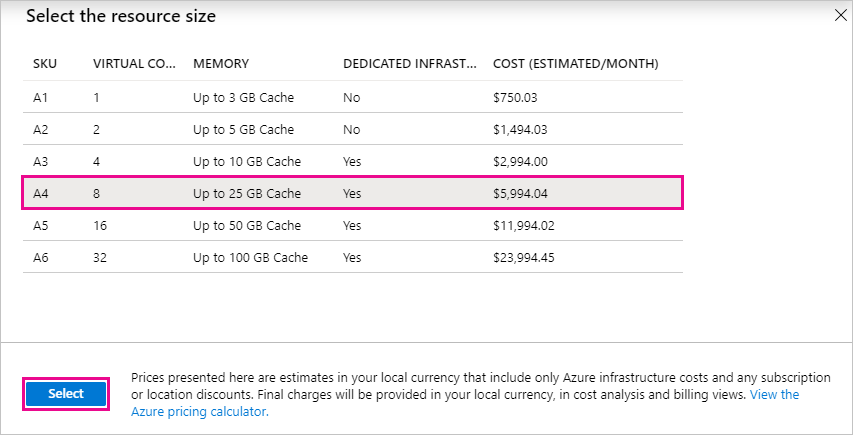 Select the resource size
SKU VIRTUAL CO... MEMORY DEDICATED INFRAST... COST (ESTIMATED/MONTH)
A1 1 Up to 3 GB Cache No $750.03
A2 2 Up to 5 GB Cache No $1,494.03
A3 4 Up to 10 GB Cache Yes $2,994.00
A4 8 Up to 25 GB Cache Yes $5,994.04
A5 16 Up to 50 GB Cache Yes $11,994.02
A6 32 Up to 100 GB Cache Yes $23,994.45
Select
Prices presented here are estimates in your local currency that include only Azure infrastructure costs and any subscription
or location discounts. Final charges will be provided in your local currency, in cost analysis and billing views. View the
Azure pricing calculator.